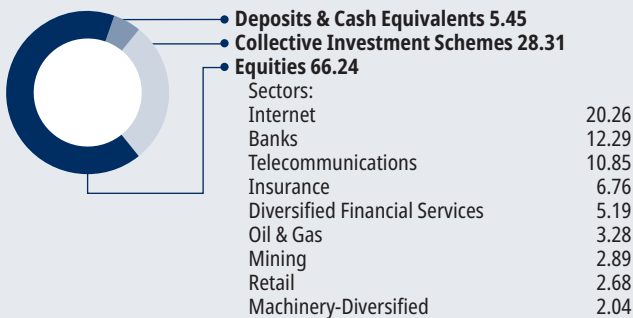 Deposits & Cash Equivalents 5.45
Collective Investment Schemes 28.31
Equities 66.24
Sectors:
Internet 20.26
Banks 12.29
Telecommunications 10.85
Insurance 6.76
Diversified Financial Services 5.19
Oil & Gas 3.28
Mining 2.89
Retail 2.68
Machinery-Diversified 2.04